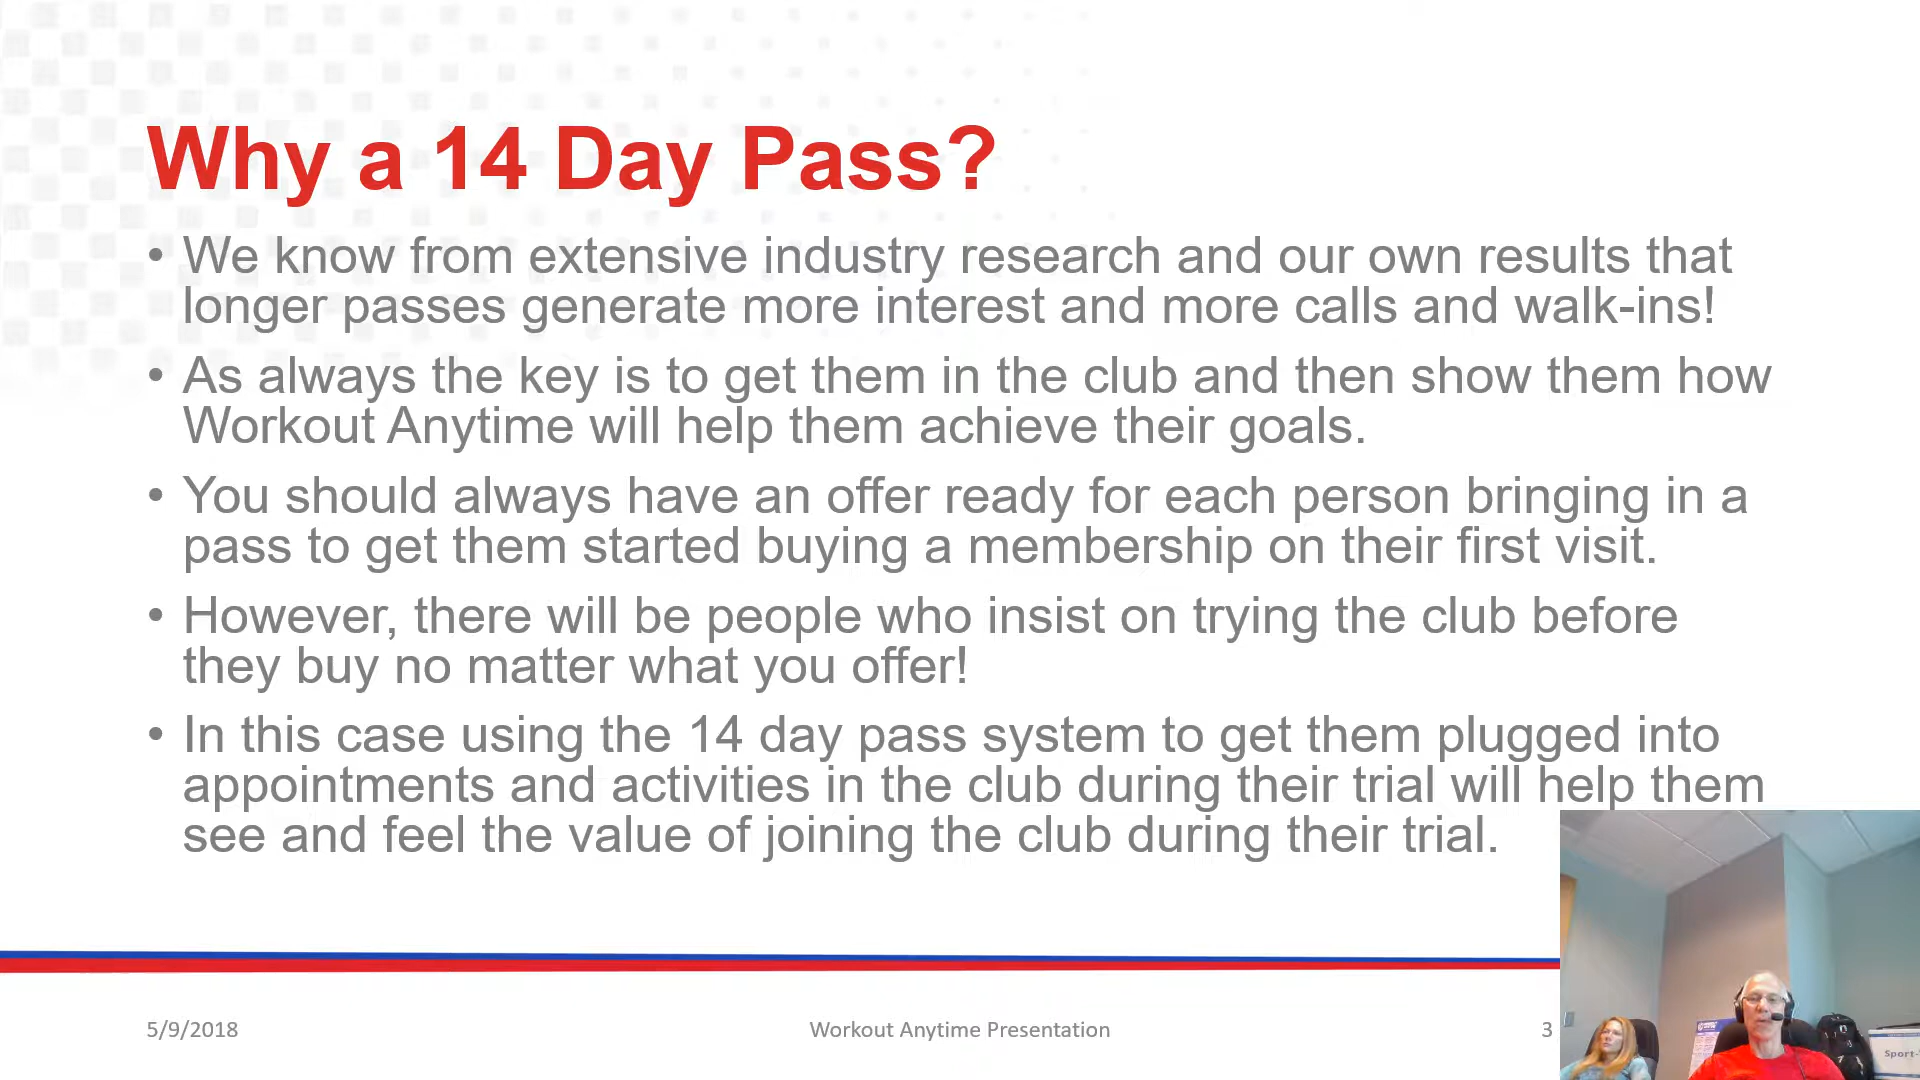 Why a 14 Day Pass?
• We know from extensive industry research and our own results that
longer passes generate more interest and more calls and walk-ins!
• As always the key is to get them in the club and then show them how
Workout Anytime will help them achieve their goals.
• You should always have an offer ready for each person bringing in a
pass to get them started buying a membership on their first visit.
• However, there will be people who insist on trying the club before
they buy no matter what you offer!
• In this case using the 14 day pass system to get them plugged into
appointments and activities in the club during their trial will help them
see and feel the value of joining the club during their trial.
5/9/2018
Workout Anytime Presentation
3
Sport-